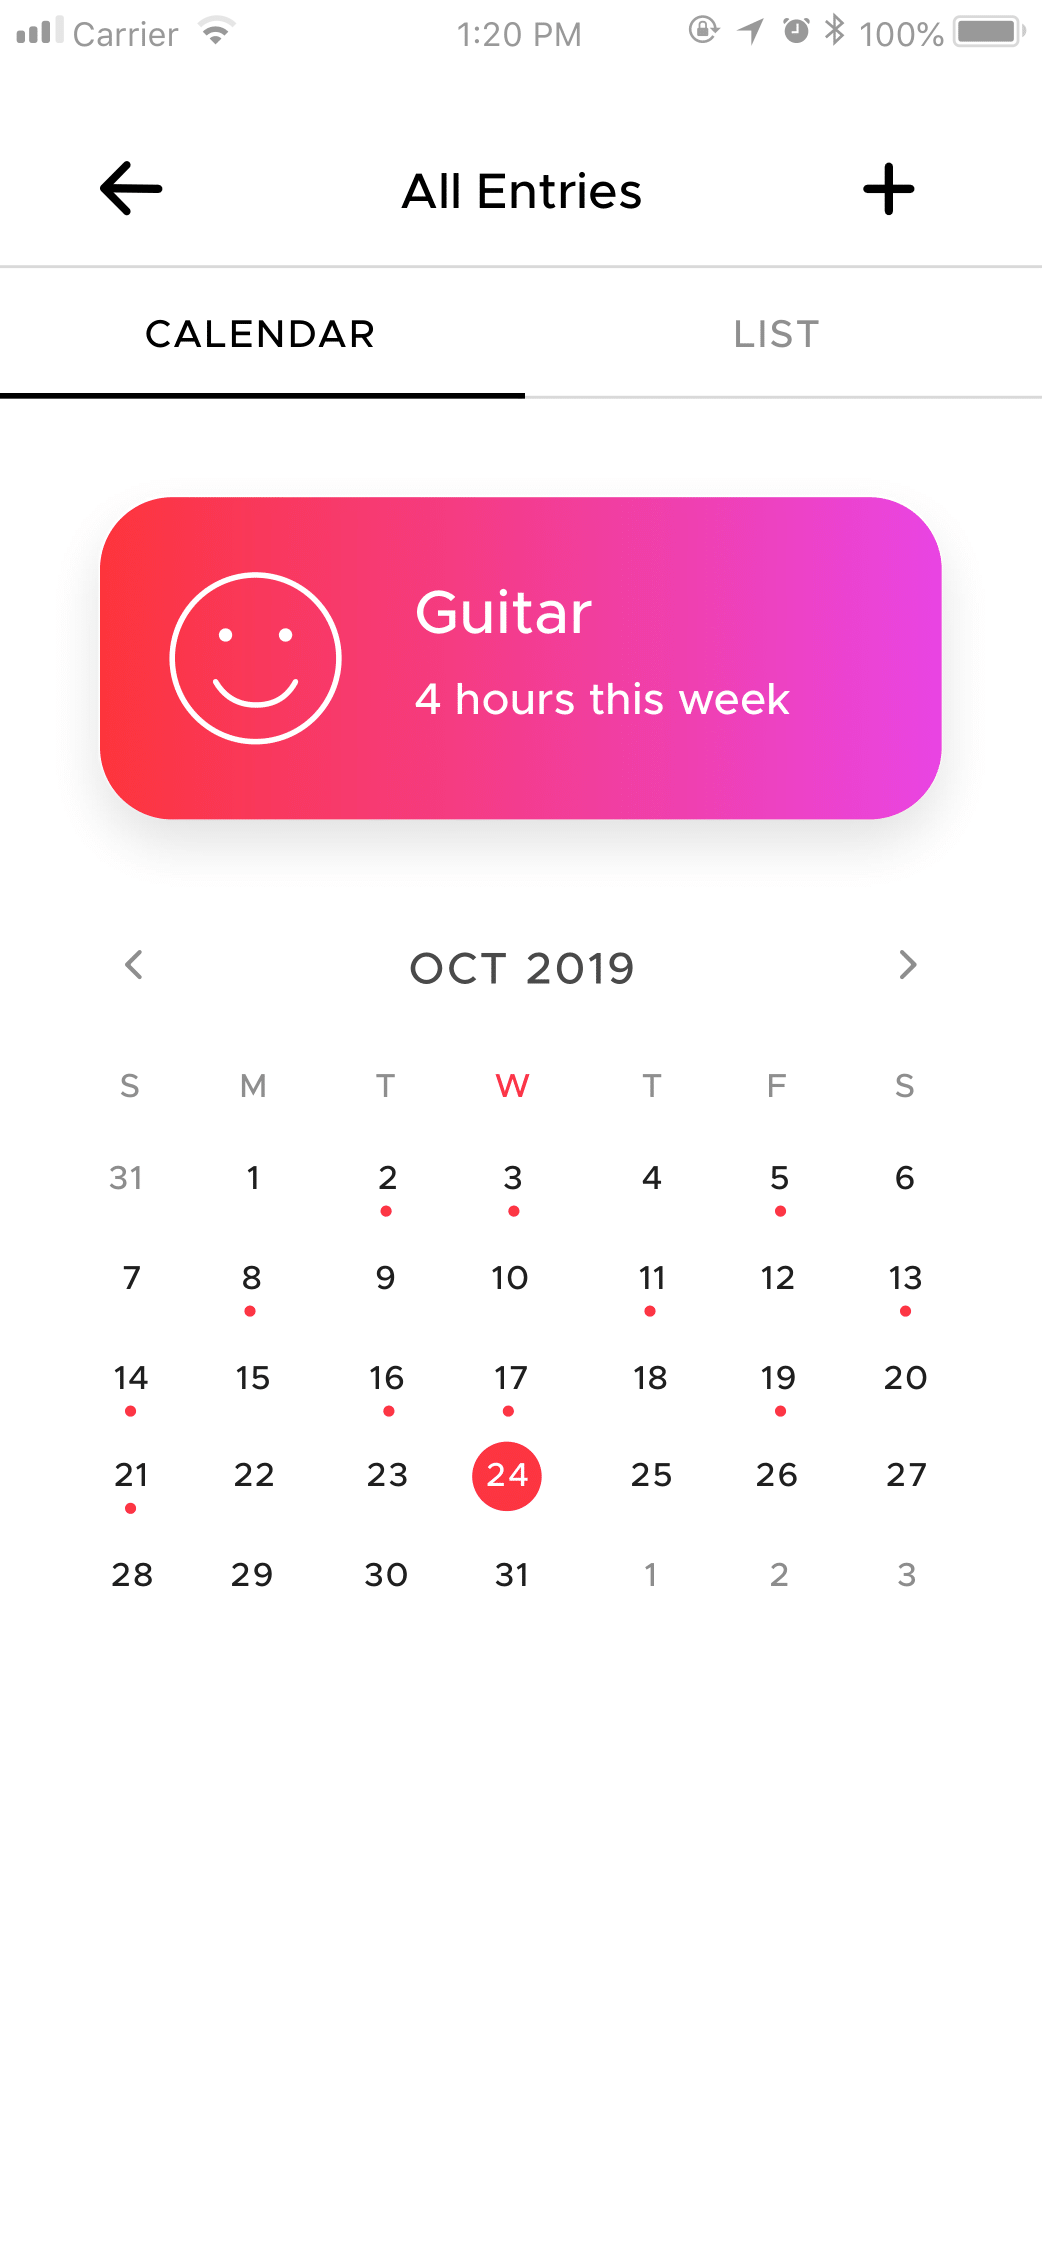 Carrier 1:20 PM 100%
All Entries
CALENDAR LIST
Guitar
4 hours this week
OCT 2019
S M T W T F S
31 1 2 3 4 5 6
7 8 9 10 11 12 13
14 15 16 17 18 19 20
21 22 23 24 25 26 27
28 29 30 31 1 2 3